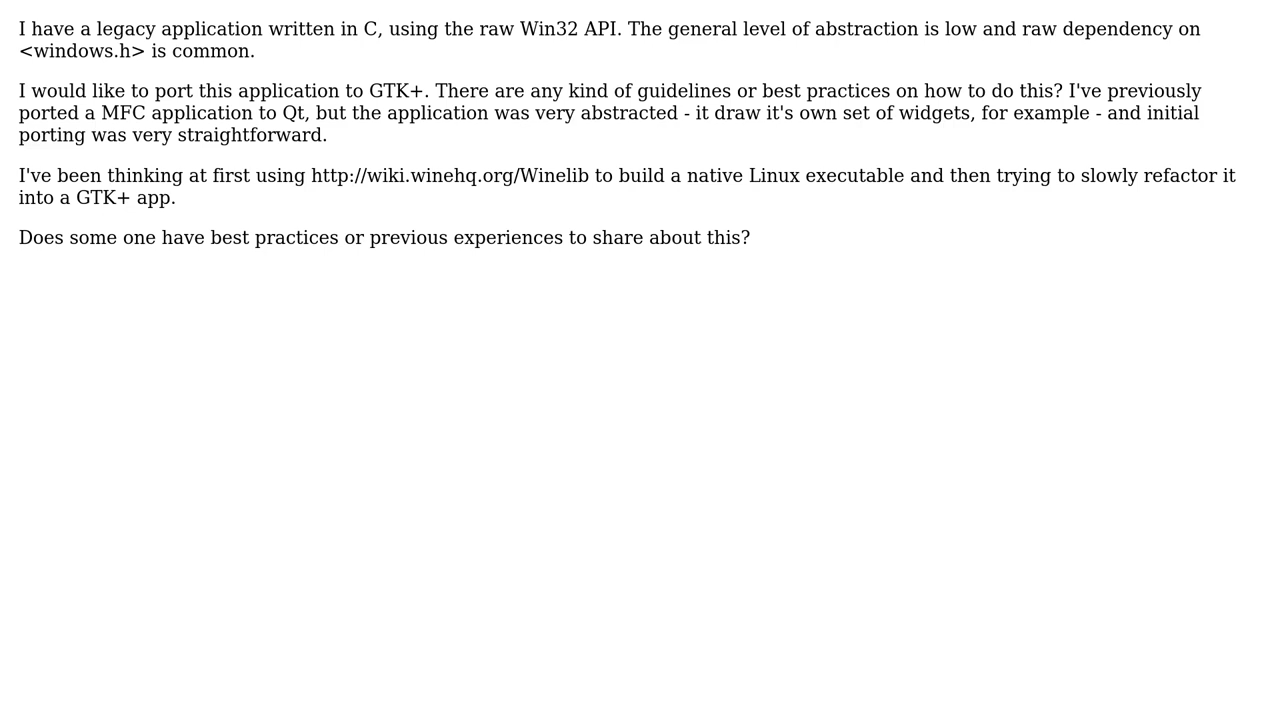 I have a legacy application written in C, using the raw Win32 API. The general level of abstraction is low and raw dependency on
<windows.h> is common.
I would like to port this application to GTK+. There are any kind of guidelines or best practices on how to do this? I've previously
ported a MFC application to Qt, but the application was very abstracted - it draw it's own set of widgets, for example - and initial
porting was very straightforward.
I've been thinking at first using http://wiki.winehq.org/Winelib to build a native Linux executable and then trying to slowly refactor it
into a GTK+ app.
Does some one have best practices or previous experiences to share about this?